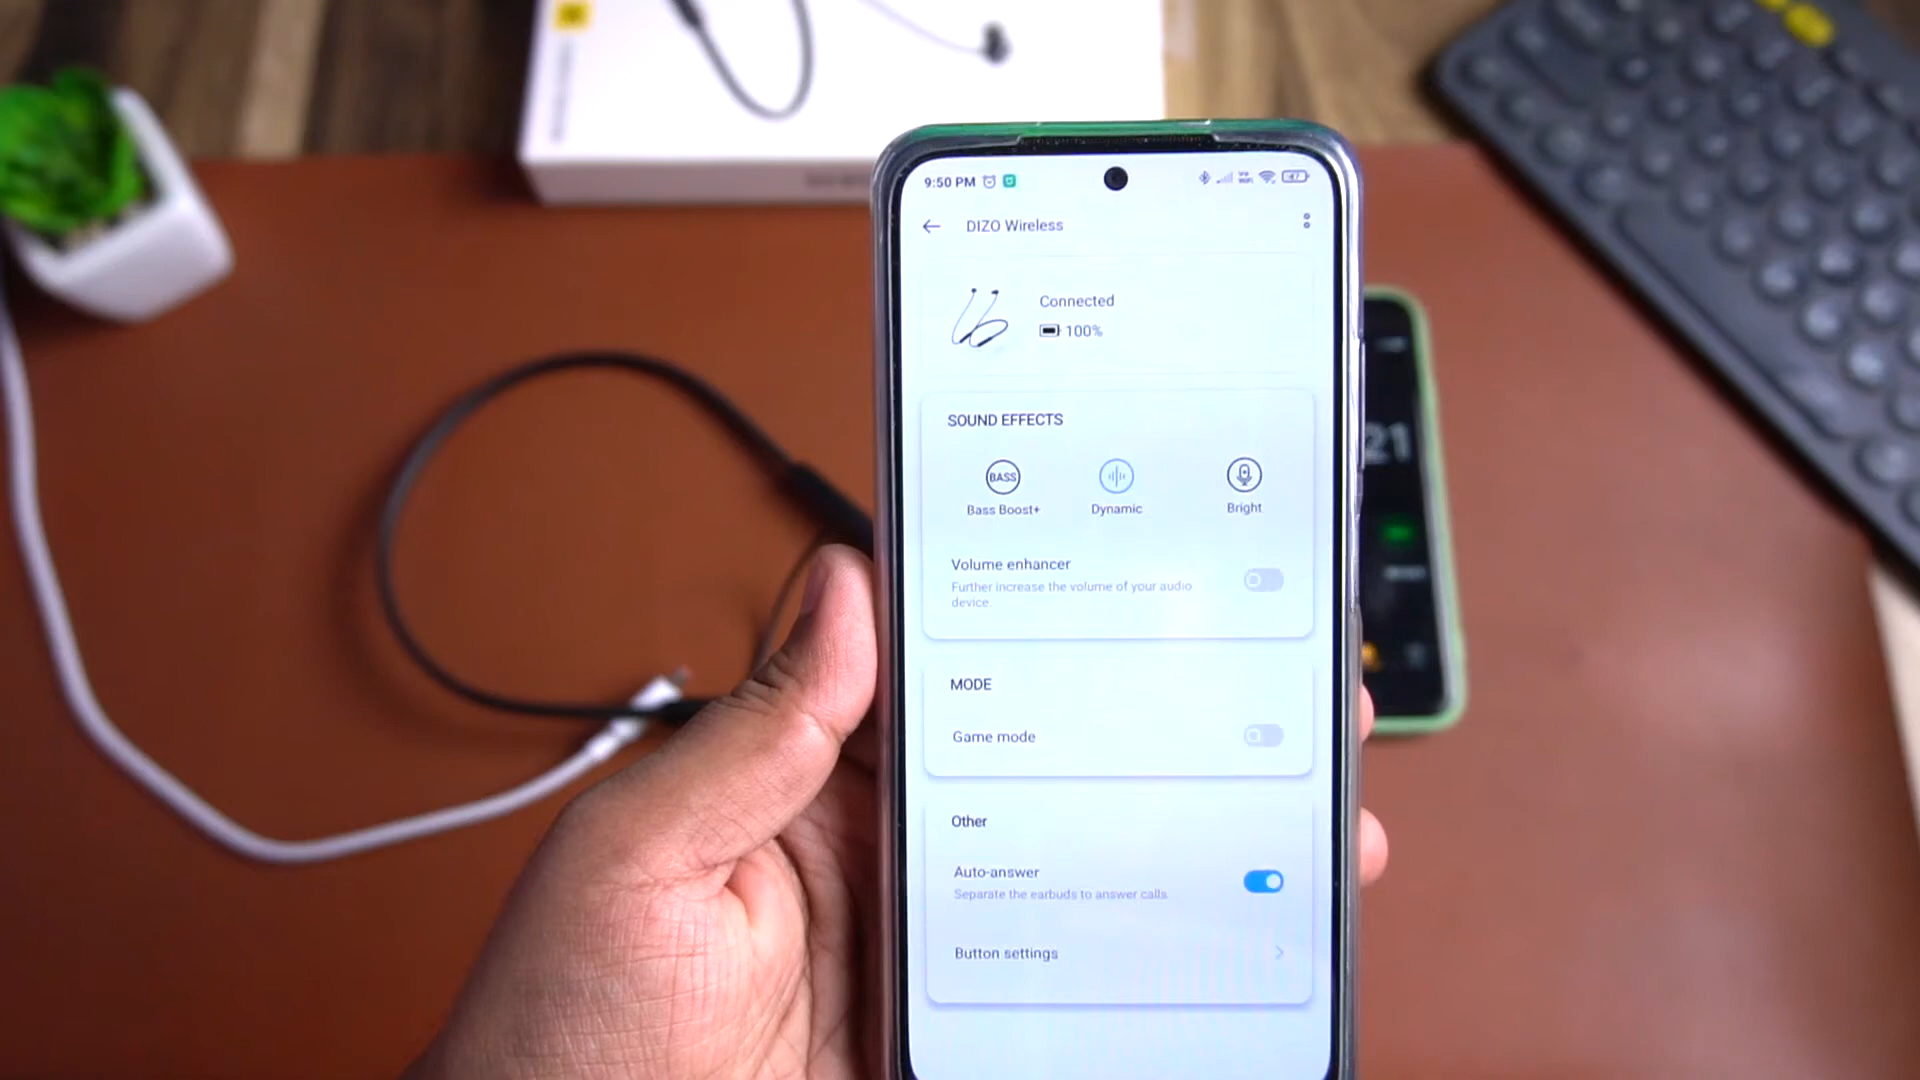 9:50 PM
47
DIZO Wireless
Connected
100%
SOUND EFFECTS
BASS
Bass Boost+
Dynamic
Bright
Volume enhancer
Further increase the volume of your audio
device.
MODE
Game mode
Other
Auto-answer
Separate the earbuds to answer calls.
Button settings
21